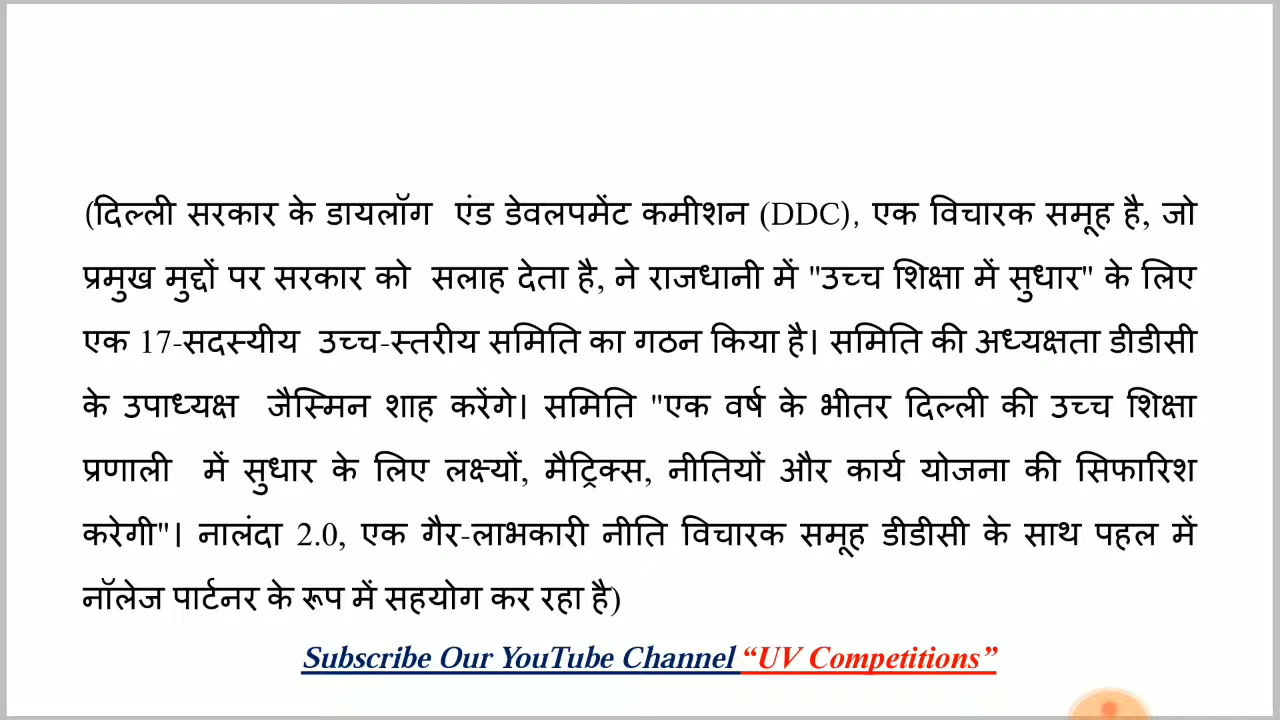 (दिल्ली सरकार के डायलॉग एंड डेवलपमेंट कमीशन (DDC), एक विचारक समूह है, जो
प्रमुख मुद्दों पर सरकार को सलाह देता है, ने राजधानी में "उच्च शिक्षा में सुधार" के लिए
एक 17-सदस्यीय उच्च-स्तरीय समिति का गठन किया है। समिति की अध्यक्षता डीडीसी
के उपाध्यक्ष जैस्मिन शाह करेंगे। समिति "एक वर्ष के भीतर दिल्ली की उच्च शिक्षा
प्रणाली में सुधार के लिए लक्ष्यों, मैट्रिक्स, नीतियों और कार्य योजना की सिफारिश
करेगी"। नालंदा 2.0, एक गैर-लाभकारी नीति विचारक समूह डीडीसी के साथ पहल में
नॉलेज पार्टनर के रूप में सहयोग कर रहा है)
Subscribe Our YouTube Channel “UV Competitions”